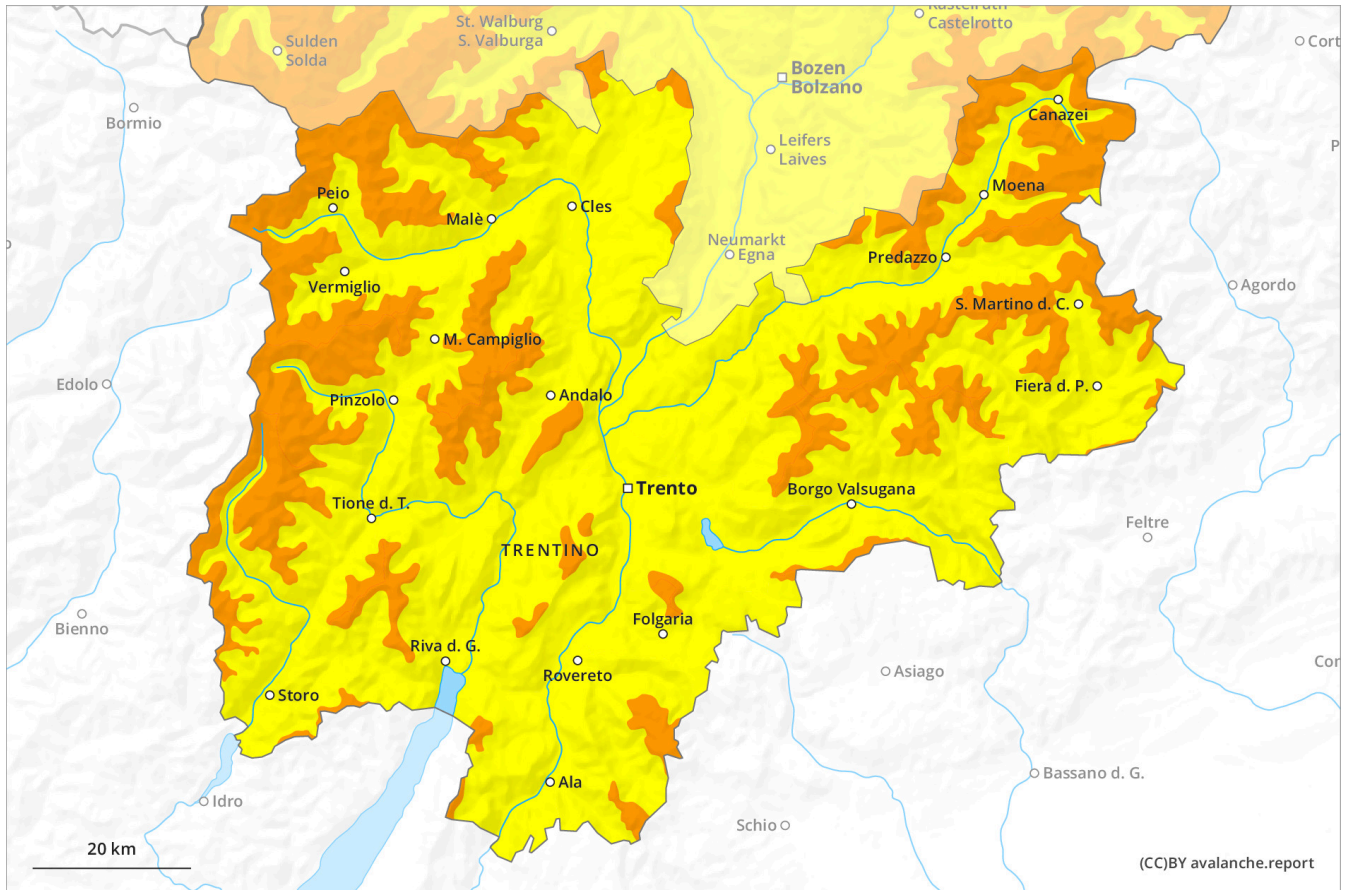 Kastelruth
Castelrotto
St. Walburg
S. Valburga
Sulden
Solda
Cort
Bozen
Bolzano
Bormio
Canazei
Leifers
Laives
P
Moena
Peio
Cles
Malè
Neumarkt
Egna
Predazzo
Vermiglio
Agordo
S. Martino d. C.
M. Campiglio
Edolo
Fiera d. P.
Andalo
Pinzolo
Trento
Borgo Valsugana
Tione d. T.
Feltre
TRENTINO
Folgaria
Bienno
Riva d. G.
Cor
Asiago
Rovereto
Storo
Bassano d. G.
Ala
Idro
Schio
20 km
(CC)BY avalanche.report